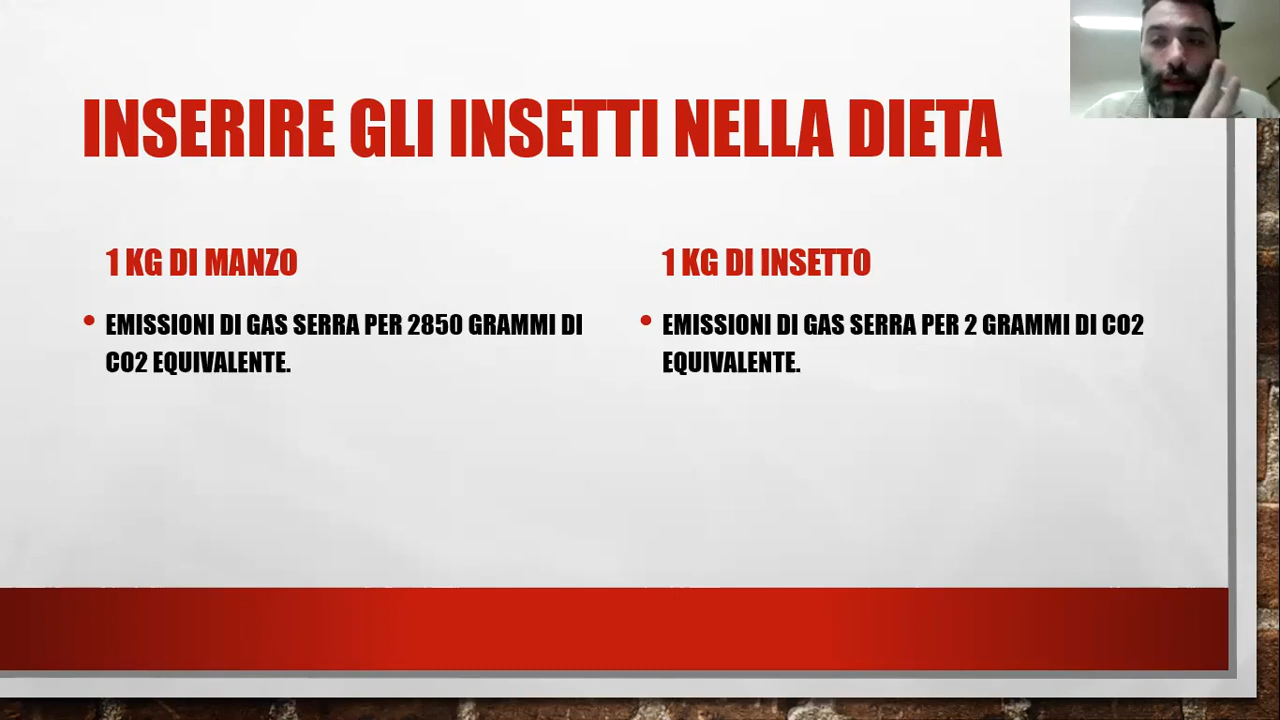 INSERIRE GLI INSETTI NELLA DIETA
1 KG DI MANZO
• EMISSIONI DI GAS SERRA PER 2850 GRAMMI DI
CO2 EQUIVALENTE.
1 KG DI INSETTO
• EMISSIONI DI GAS SERRA PER 2 GRAMMI DI CO2
EQUIVALENTE.